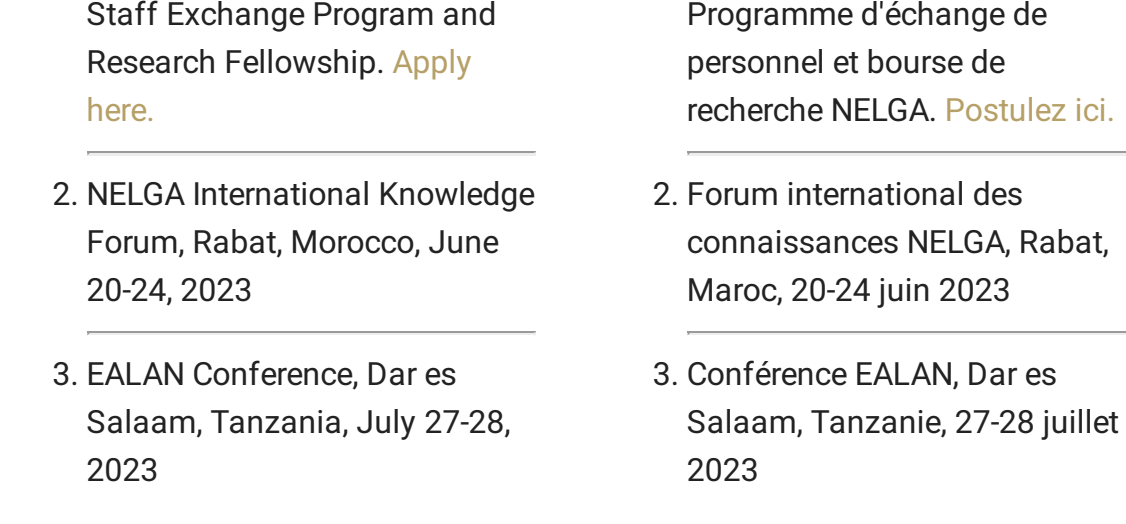 Staff Exchange Program and
Research Fellowship. Apply
here.
2. NELGA International Knowledge
Forum, Rabat, Morocco, June
20-24, 2023
3. EALAN Conference, Dar es
Salaam, Tanzania, July 27-28,
2023
Programme d'échange de
personnel et bourse de
recherche NELGA. Postulez ici.
2. Forum international des
connaissances NELGA, Rabat,
Maroc, 20-24 juin 2023
3. Conférence EALAN, Dar es
Salaam, Tanzanie, 27-28 juillet
2023